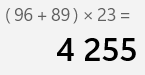 (96 + 89) × 23 =
4 255